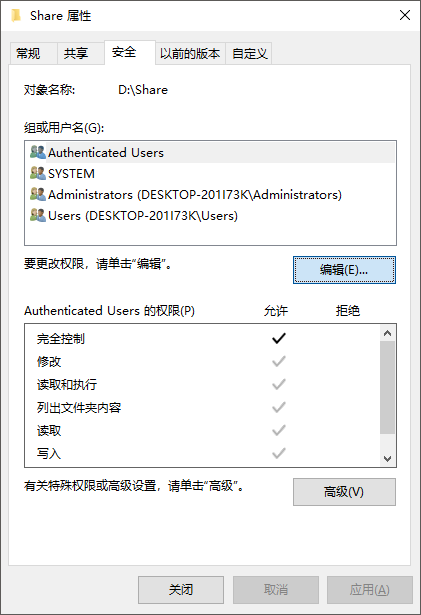 Share 属性
常规 共享 安全 以前的版本 自定义
对象名称: D:\Share
组或用户名(G):
Authenticated Users
SYSTEM
Administrators (DESKTOP-201I73K\Administrators)
Users (DESKTOP-201I73K\Users)
要更改权限，请单击“编辑”。
编辑(E)...
Authenticated Users 的权限(P) 允许 拒绝
完全控制
修改
读取和执行
列出文件夹内容
读取
写入
有关特殊权限或高级设置，请单击“高级”。
高级(V)
关闭 取消 应用(A)